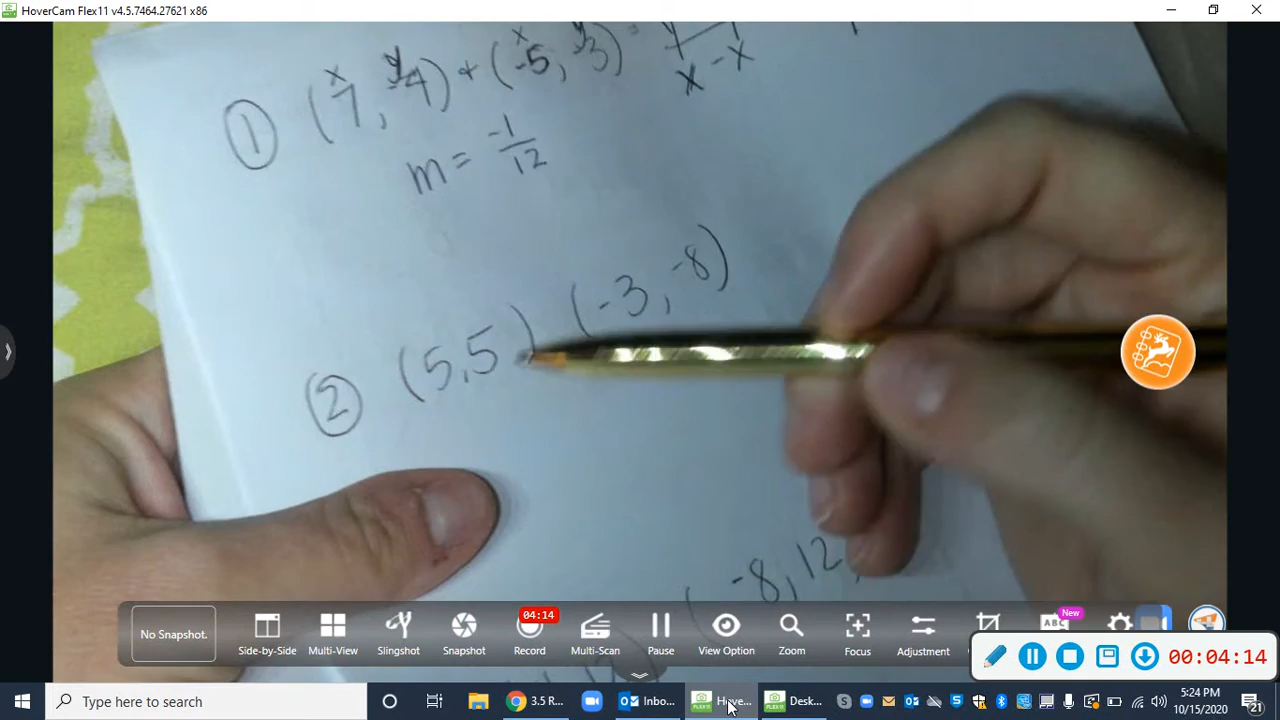 HoverCam Flex11 v4.5.7464.27621 x86
① (7, -4) + (-5, -3)
x y x y
x - x
m = -1/12
② (5,5) (-3, -8)
(-8, 12,
No Snapshot.
Side-by-Side
Multi-View
Slingshot
Snapshot
04:14
Record
Multi-Scan
Pause
View Option
Zoom
Focus
Adjustment
ABC
New
00:04:14
Type here to search
3.5 R...
Inbo...
FLEX11
Hove...
FLEX11
Desk...
5:24 PM
10/15/2020
21